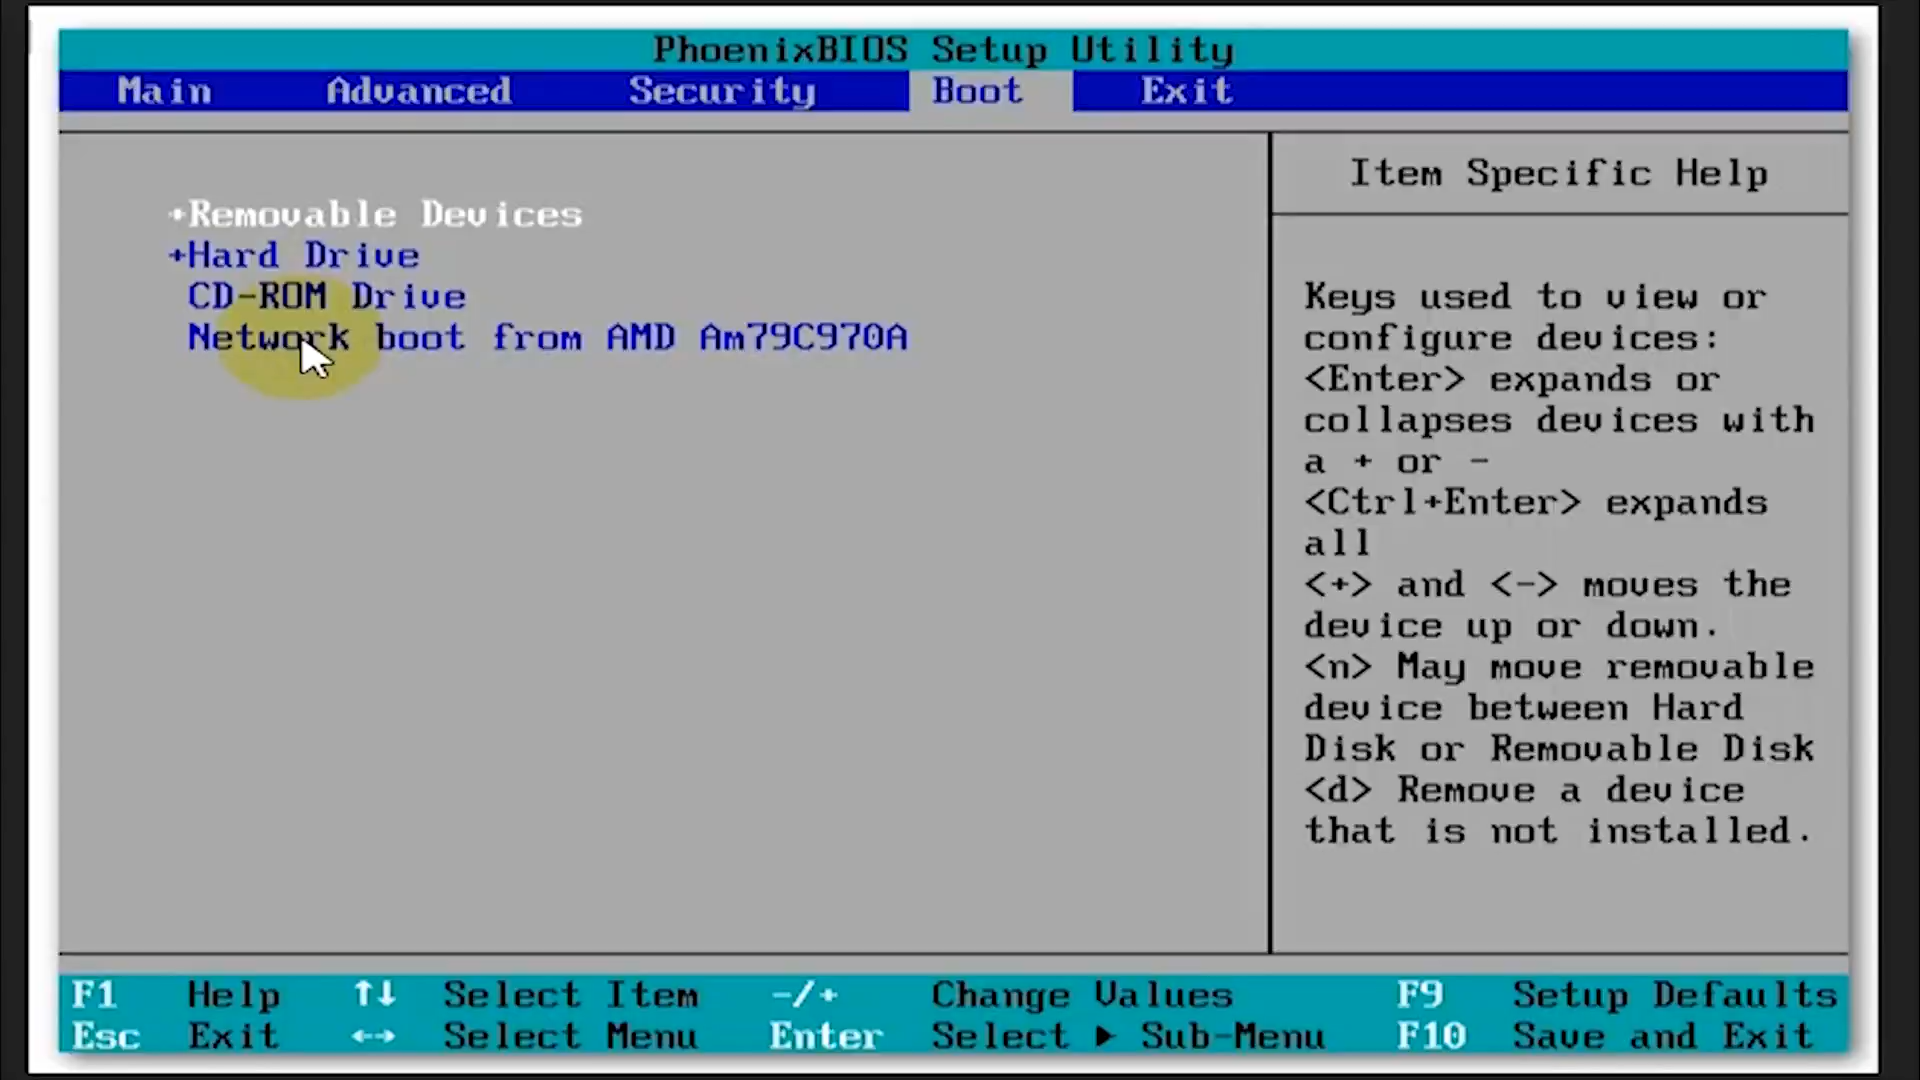 PhoenixBIOS Setup Utility
Main Advanced Security Boot Exit
+Removable Devices
+Hard Drive
CD-ROM Drive
Network boot from AMD Am79C970A
Item Specific Help
Keys used to view or
configure devices:
<Enter> expands or
collapses devices with
a + or -
<Ctrl+Enter> expands
all
<+> and <-> moves the
device up or down.
<n> May move removable
device between Hard
Disk or Removable Disk
<d> Remove a device
that is not installed.
F1 Help ↑↓ Select Item -/+ Change Values F9 Setup Defaults
Esc Exit ↔ Select Menu Enter Select ▶ Sub-Menu F10 Save and Exit